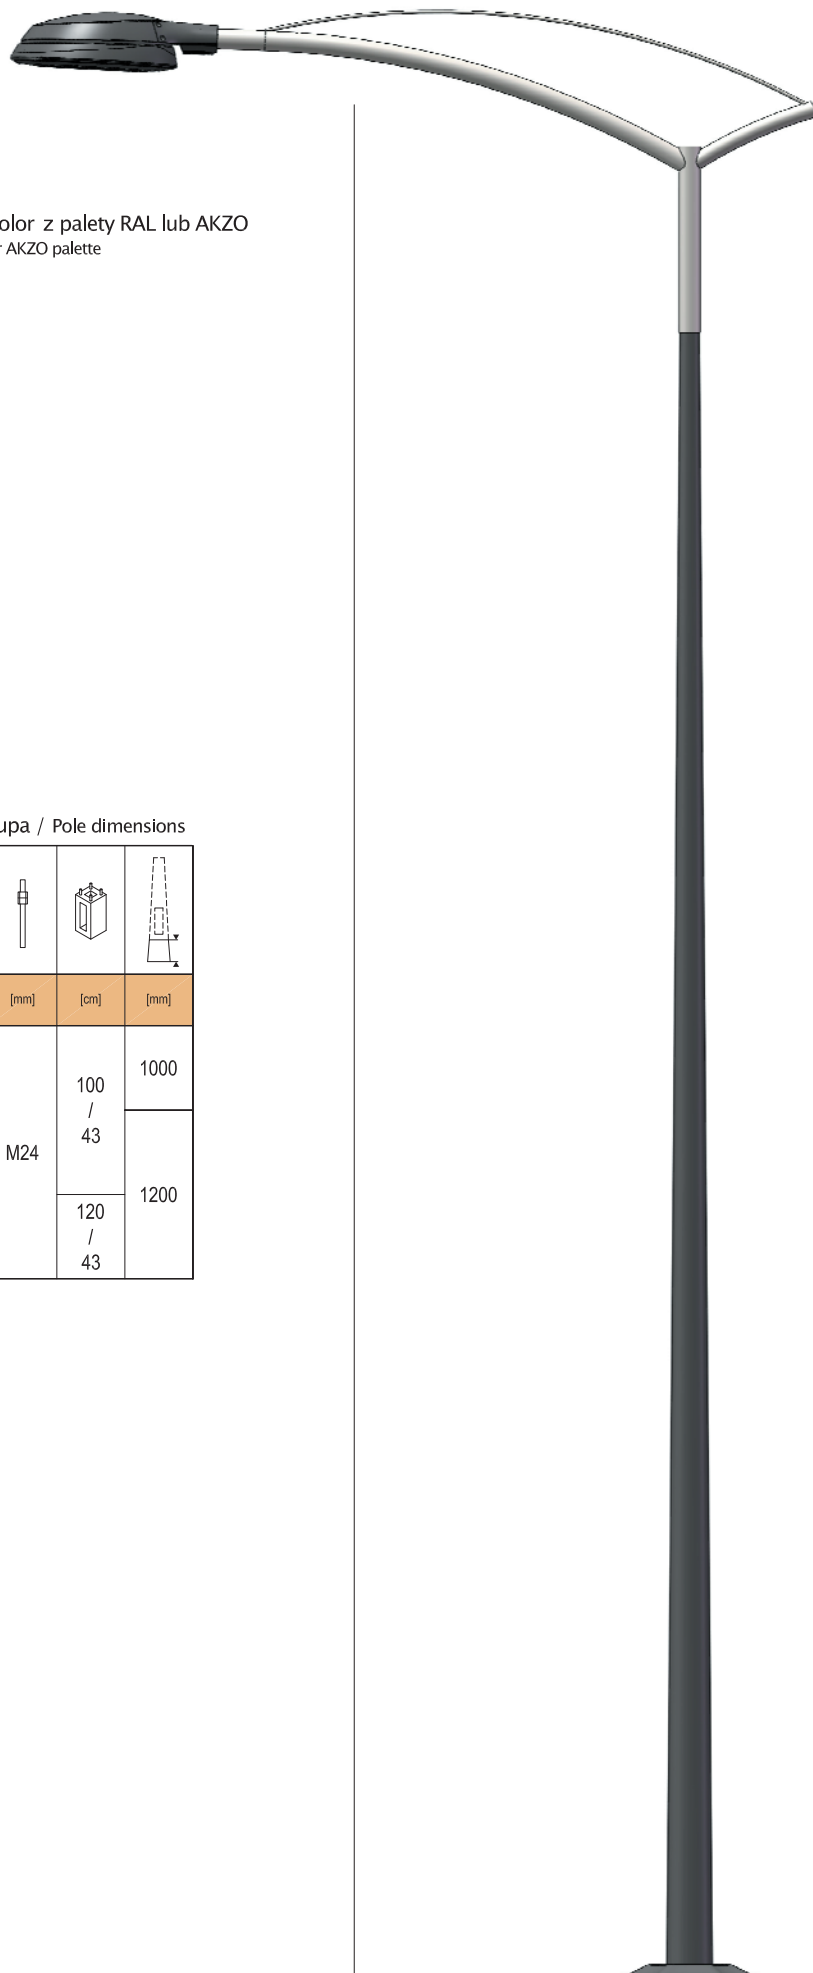 olor z palety RAL lub AKZO
AKZO palette
upa / Pole dimensions
[mm] [cm] [mm]
1000
100
/
43
M24
1200
120
/
43